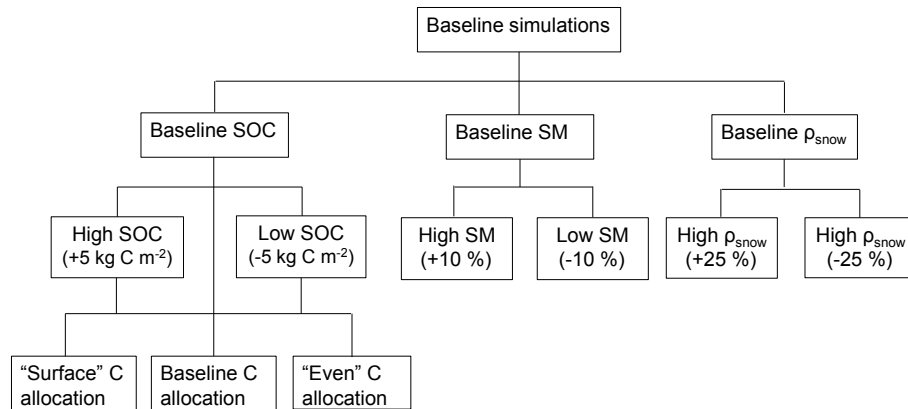 Baseline simulations
Baseline SOC
Baseline SM
Baseline ρsnow
High SOC
(+5 kg C m-2)
Low SOC
(-5 kg C m-2)
High SM
(+10 %)
Low SM
(-10 %)
High ρsnow
(+25 %)
High ρsnow
(-25 %)
“Surface” C
allocation
Baseline C
allocation
“Even” C
allocation